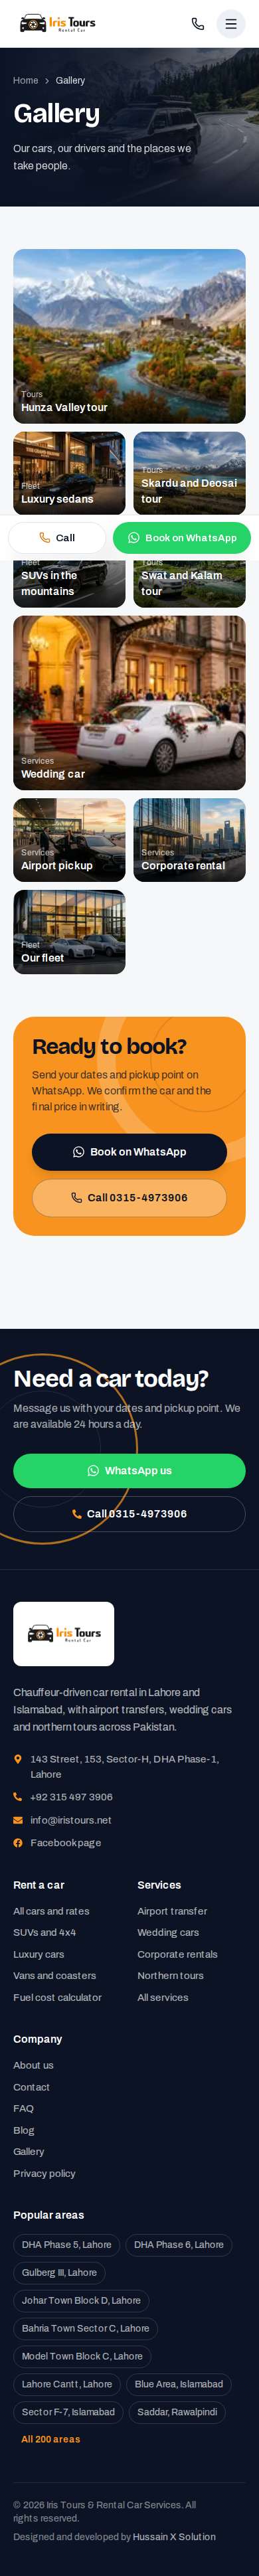 Iris Tours
Rental Car
Home > Gallery
Gallery
Our cars, our drivers and the places we
take people.
Tours
Hunza Valley tour
Fleet
Luxury sedans
Tours
Skardu and Deosai
tour
Call
Book on WhatsApp
Fleet
SUVs in the
mountains
Tours
Swat and Kalam
tour
Services
Wedding car
Services
Airport pickup
Services
Corporate rental
Fleet
Our fleet
Ready to book?
Send your dates and pickup point on
WhatsApp. We confirm the car and the
final price in writing.
Book on WhatsApp
Call 0315-4973906
Need a car today?
Message us with your dates and pickup point. We
are available 24 hours a day.
WhatsApp us
Call 0315-4973906
Iris Tours
Rental Car
Chauffeur-driven car rental in Lahore and
Islamabad, with airport transfers, wedding cars
and northern tours across Pakistan.
143 Street, 153, Sector-H, DHA Phase-1,
Lahore
+92 315 497 3906
info@iristours.net
Facebook page
Rent a car
All cars and rates
SUVs and 4x4
Luxury cars
Vans and coasters
Fuel cost calculator
Services
Airport transfer
Wedding cars
Corporate rentals
Northern tours
All services
Company
About us
Contact
FAQ
Blog
Gallery
Privacy policy
Popular areas
DHA Phase 5, Lahore
DHA Phase 6, Lahore
Gulberg III, Lahore
Johar Town Block D, Lahore
Bahria Town Sector C, Lahore
Model Town Block C, Lahore
Lahore Cantt, Lahore
Blue Area, Islamabad
Sector F-7, Islamabad
Saddar, Rawalpindi
All 200 areas
© 2026 Iris Tours & Rental Car Services. All
rights reserved.
Designed and developed by Hussain X Solution